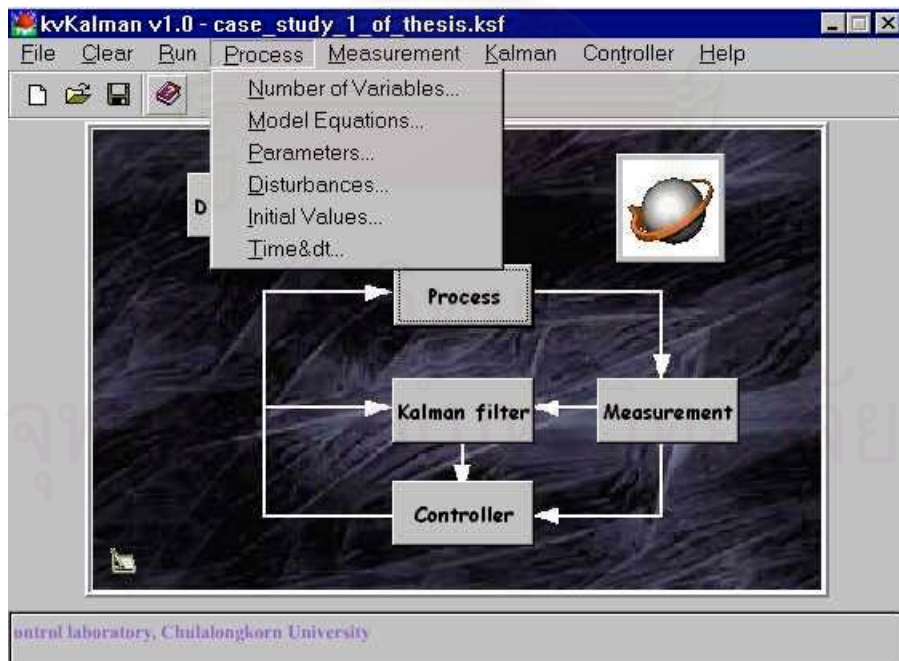 kvKalman v1.0 - case_study_1_of_thesis.ksf
File Clear Run Process Measurement Kalman Controller Help
Number of Variables...
Model Equations...
Parameters...
Disturbances...
Initial Values...
Time&dt...
D
Process
Kalman filter
Measurement
Controller
ontrol laboratory, Chulalongkorn University